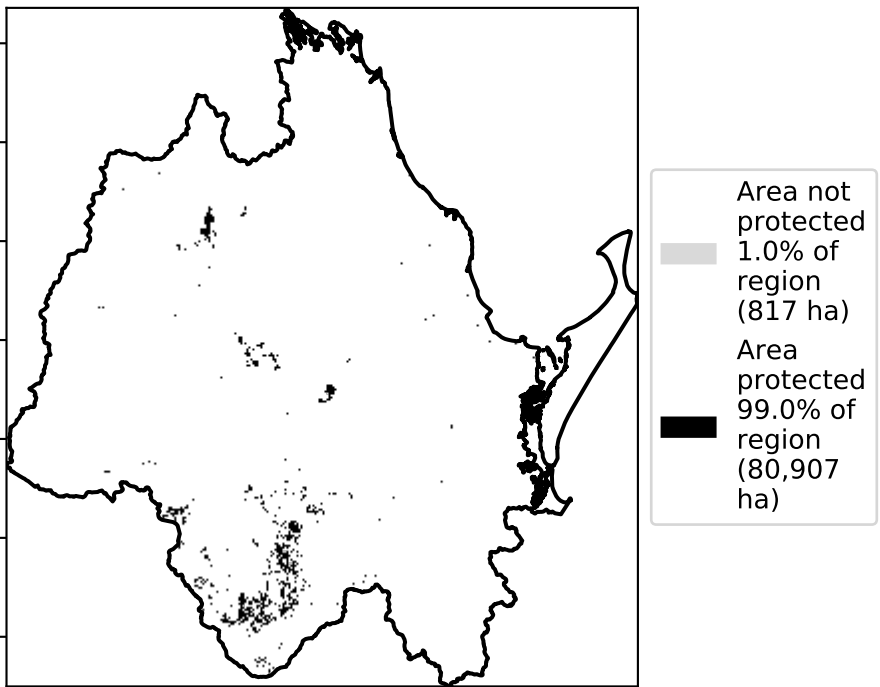 Area not
protected
1.0% of
region
(817 ha)
Area
protected
99.0% of
region
(80,907
ha)